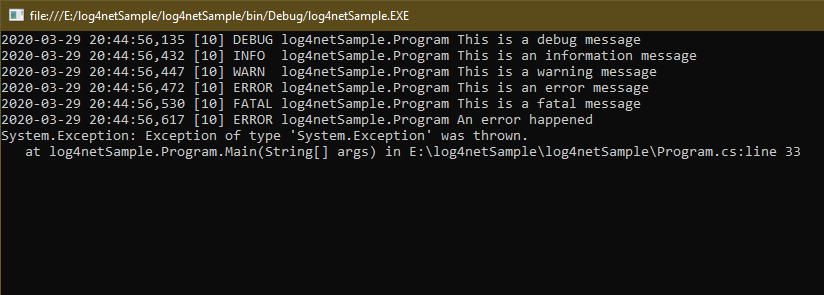 file:///E:/log4netSample/log4netSample/bin/Debug/log4netSample.EXE
2020-03-29 20:44:56,135 [10] DEBUG log4netSample.Program This is a debug message
2020-03-29 20:44:56,432 [10] INFO  log4netSample.Program This is an information message
2020-03-29 20:44:56,447 [10] WARN  log4netSample.Program This is a warning message
2020-03-29 20:44:56,472 [10] ERROR log4netSample.Program This is an error message
2020-03-29 20:44:56,530 [10] FATAL log4netSample.Program This is a fatal message
2020-03-29 20:44:56,617 [10] ERROR log4netSample.Program An error happened
System.Exception: Exception of type 'System.Exception' was thrown.
   at log4netSample.Program.Main(String[] args) in E:\log4netSample\log4netSample\Program.cs:line 33